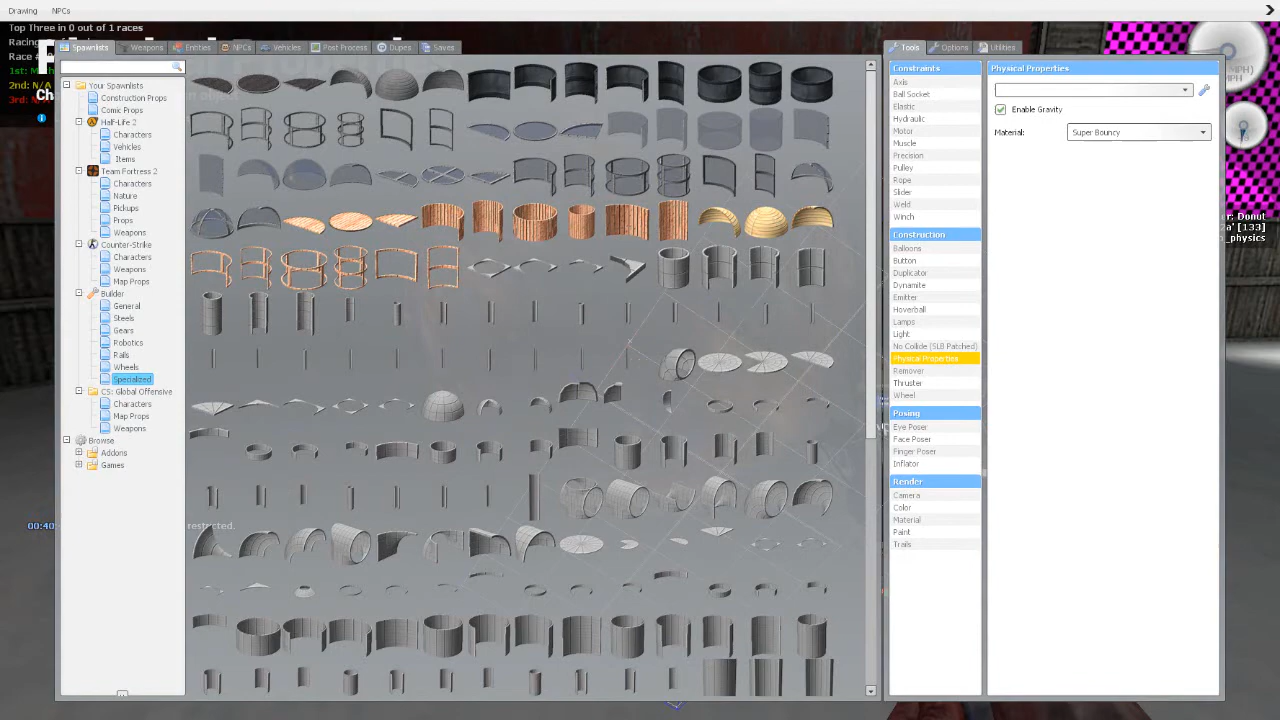 Drawing NPCs
Top Three in 0 out of 1 races
Racing
Race #
1st:
2nd: N/A
3rd:
Spawnlists Weapons Entities NPCs Vehicles Post Process Dupes Saves
Your Spawnlists
Construction Props
Comic Props
Half-Life 2
Characters
Vehicles
Items
Team Fortress 2
Characters
Nature
Pickups
Props
Weapons
Counter-Strike
Characters
Weapons
Map Props
Builder
General
Steels
Gears
Robotics
Rails
Wheels
Specialized
CS: Global Offensive
Characters
Map Props
Weapons
Browse
Addons
Games
00:40
restricted.
n object
Tools Options Utilities
Constraints
Axis
Ball Socket
Elastic
Hydraulic
Motor
Muscle
Precision
Pulley
Rope
Slider
Weld
Winch
Construction
Balloons
Button
Duplicator
Dynamite
Emitter
Hoverball
Lamps
Light
No Collide (SLB Patched)
Physical Properties
Remover
Thruster
Wheel
Posing
Eye Poser
Face Poser
Finger Poser
Inflator
Render
Camera
Color
Material
Paint
Trails
Physical Properties
Enable Gravity
Material: Super Bouncy
MPH)
r: Donut
a' [133]
_physics